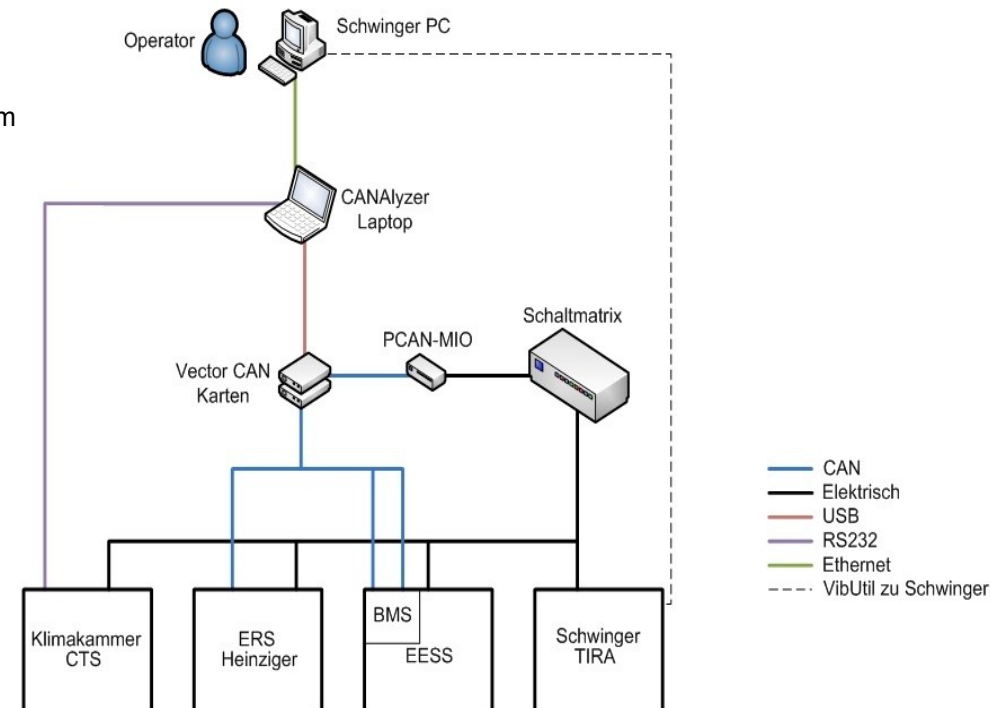 Operator
Schwinger PC
m
CANAlyzer
Laptop
Schaltmatrix
PCAN-MIO
Vector CAN
Karten
CAN
Elektrisch
USB
RS232
Ethernet
VibUtil zu Schwinger
Klimakammer
CTS
ERS
Heinziger
BMS
EESS
Schwinger
TIRA